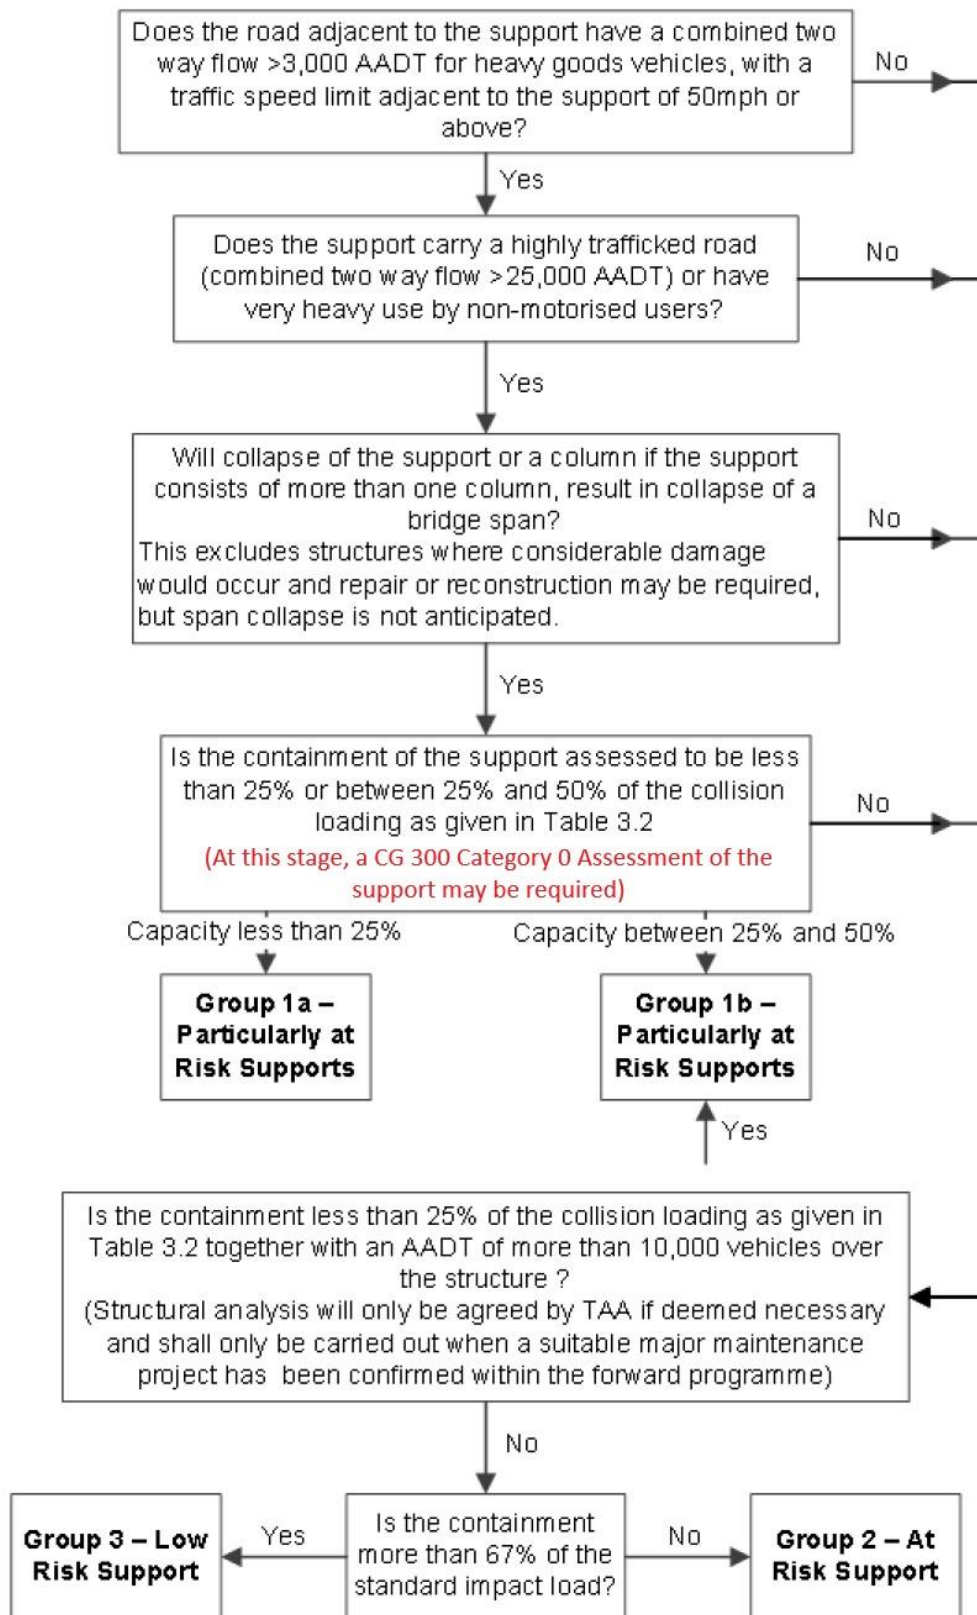 Does the road adjacent to the support have a combined two
way flow >3,000 AADT for heavy goods vehicles, with a
traffic speed limit adjacent to the support of 50mph or
above?
No
Yes
Does the support carry a highly trafficked road
(combined two way flow >25,000 AADT) or have
very heavy use by non-motorised users?
No
Yes
Will collapse of the support or a column if the support
consists of more than one column, result in collapse of a
bridge span?
This excludes structures where considerable damage
would occur and repair or reconstruction may be required,
but span collapse is not anticipated.
No
Yes
Is the containment of the support assessed to be less
than 25% or between 25% and 50% of the collision
loading as given in Table 3.2
(At this stage, a CG 300 Category 0 Assessment of the
support may be required)
No
Capacity less than 25%
Capacity between 25% and 50%
Group 1a –
Particularly at
Risk Supports
Group 1b –
Particularly at
Risk Supports
Yes
Is the containment less than 25% of the collision loading as given in
Table 3.2 together with an AADT of more than 10,000 vehicles over
the structure ?
(Structural analysis will only be agreed by TAA if deemed necessary
and shall only be carried out when a suitable major maintenance
project has been confirmed within the forward programme)
No
Group 3 – Low
Risk Support
Yes
Is the containment
more than 67% of the
standard impact load?
No
Group 2 – At
Risk Support